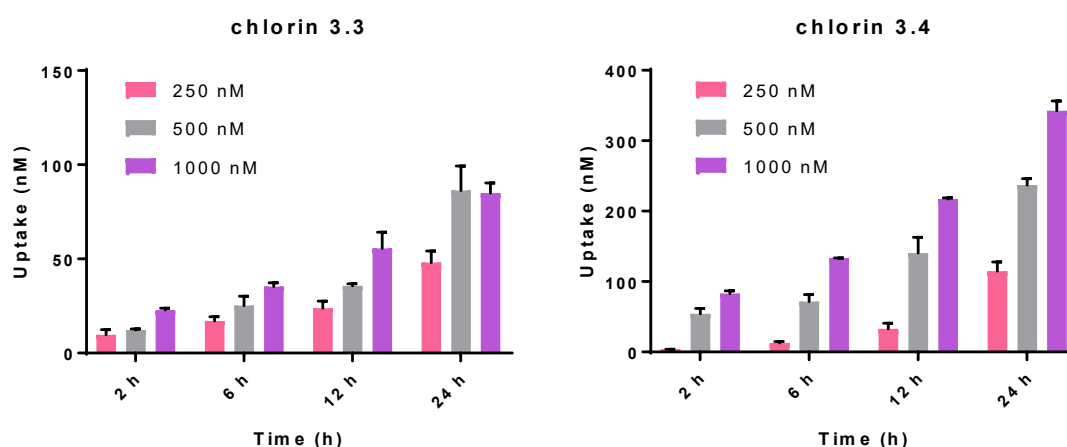 chlorin 3.3
150
100
50
0
Uptake (nM)
250 nM
500 nM
1000 nM
2 h
6 h
12 h
24 h
Time (h)
chlorin 3.4
400
300
200
100
0
Uptake (nM)
250 nM
500 nM
1000 nM
2 h
6 h
12 h
24 h
Time (h)